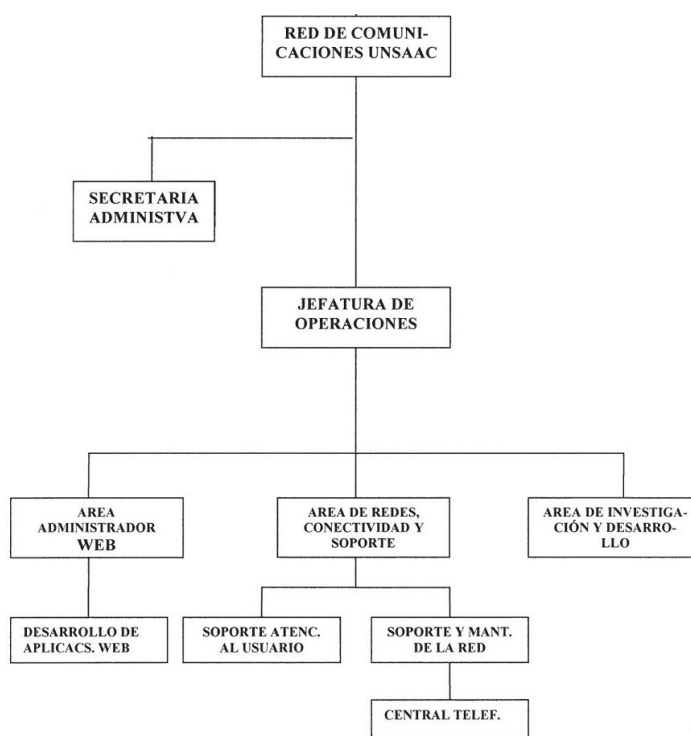 RED DE COMUNI-
CACIONES UNSAAC
SECRETARIA
ADMINISTVA
JEFATURA DE
OPERACIONES
AREA
ADMINISTRADOR
WEB
AREA DE REDES,
CONECTIVIDAD Y
SOPORTE
AREA DE INVESTIGA-
CIÓN Y DESARRO-
LLO
DESARROLLO DE
APLICACS. WEB
SOPORTE ATENC.
AL USUARIO
SOPORTE Y MANT.
DE LA RED
CENTRAL TELEF.